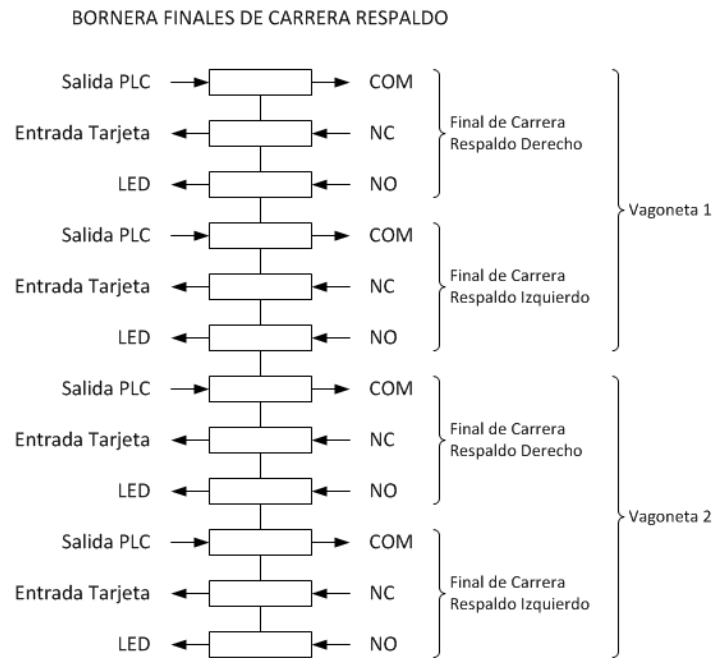 BORNERA FINALES DE CARRERA RESPALDO
Salida PLC COM
Entrada Tarjeta NC
LED NO
Final de Carrera
Respaldo Derecho
Salida PLC COM
Entrada Tarjeta NC
LED NO
Final de Carrera
Respaldo Izquierdo
Vagoneta 1
Salida PLC COM
Entrada Tarjeta NC
LED NO
Final de Carrera
Respaldo Derecho
Salida PLC COM
Entrada Tarjeta NC
LED NO
Final de Carrera
Respaldo Izquierdo
Vagoneta 2